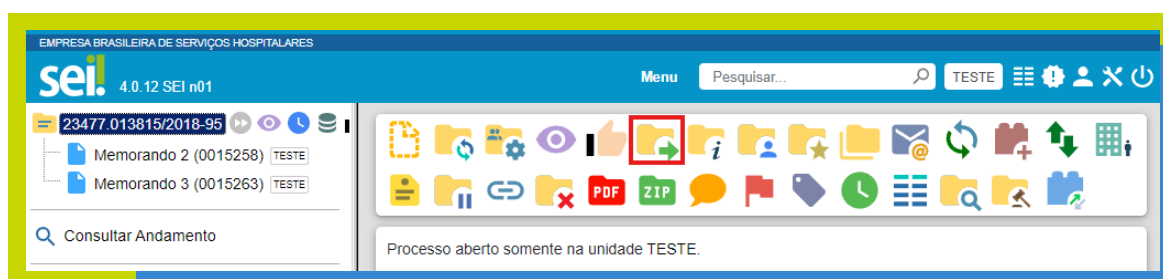 EMPRESA BRASILEIRA DE SERVIÇOS HOSPITALARES
sei! 4.0.12 SEI n01
Menu Pesquisar... TESTE
23477.013815/2018-95
Memorando 2 (0015258) TESTE
Memorando 3 (0015263) TESTE
Consultar Andamento
PDF ZIP
Processo aberto somente na unidade TESTE.